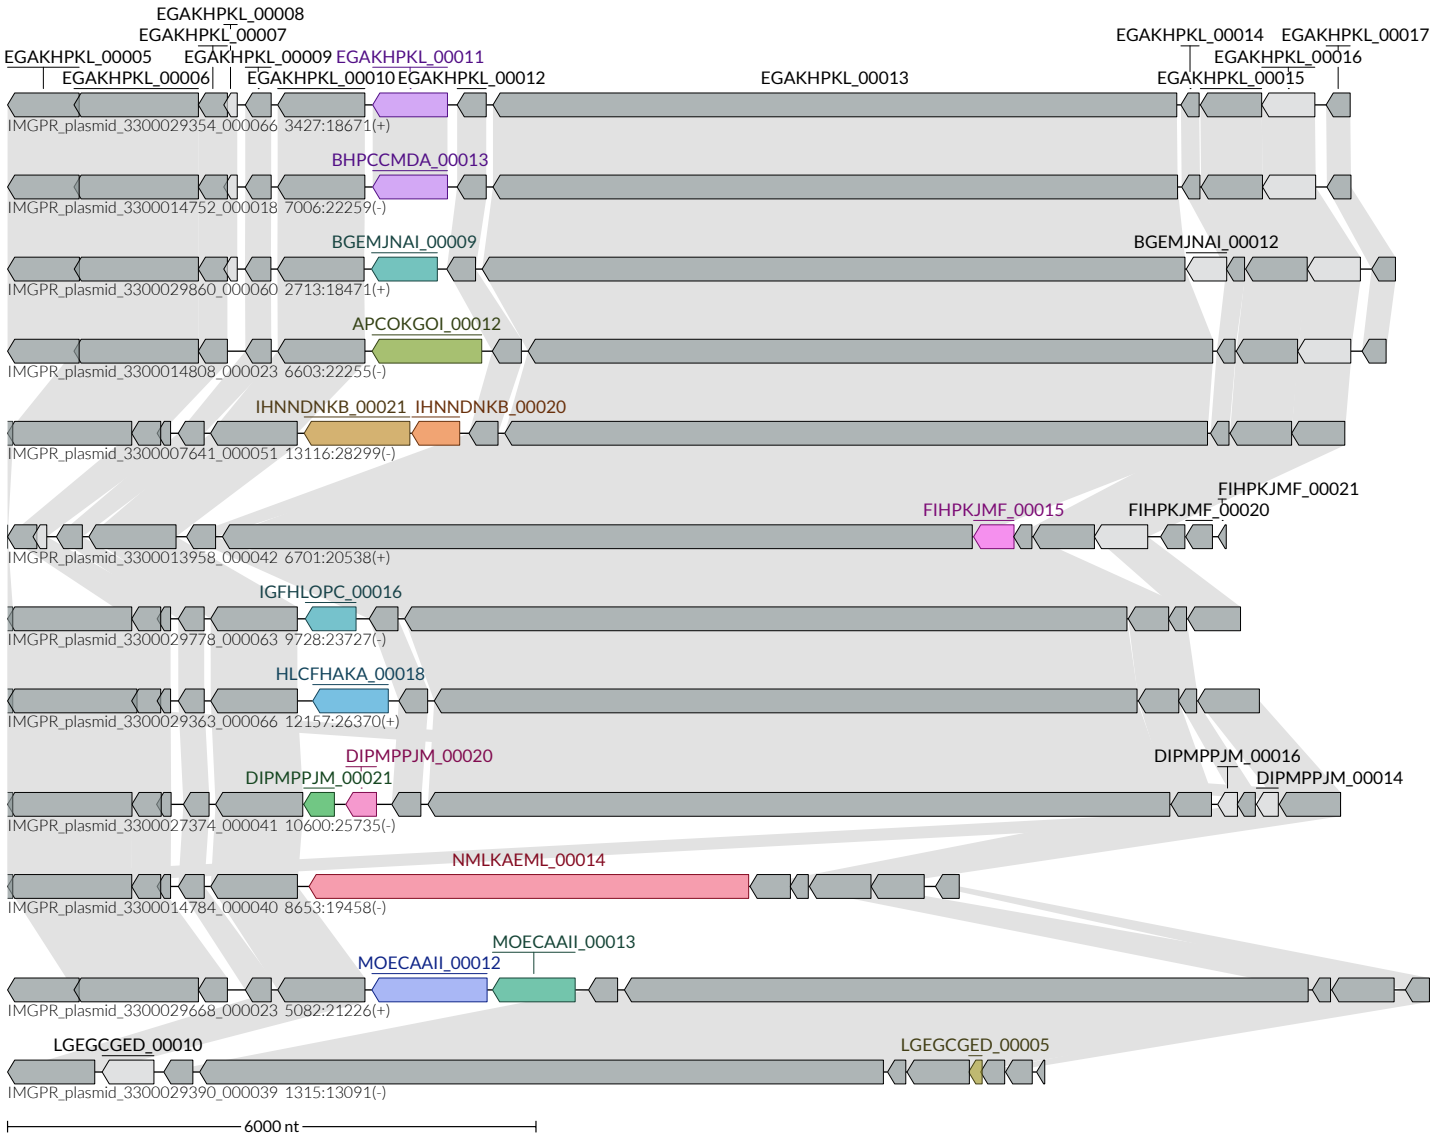 EGAKHPKL_00008
EGAKHPKL_00007 EGAKHPKL_00014 EGAKHPKL_00017
EGAKHPKL_00005 EGAKHPKL_00009 EGAKHPKL_00011 EGAKHPKL_00016
EGAKHPKL_00006 EGAKHPKL_00010 EGAKHPKL_00012 EGAKHPKL_00013 EGAKHPKL_00015
IMGPR_plasmid_3300029354_000066 3427:18671(+)
BHPCCMDA_00013
IMGPR_plasmid_3300014752_000018 7006:22259(-)
BGEMJNAI_00009 BGEMJNAI_00012
IMGPR_plasmid_3300029860_000060 2713:18471(+)
APCOKGOI_00012
IMGPR_plasmid_3300014808_000023 6603:22255(-)
IHNNDNKB_00021 IHNNDNKB_00020
IMGPR_plasmid_3300007641_000051 13116:28299(-)
FIHPKJMF_00021
FIHPKJMF_00015 FIHPKJMF_00020
IMGPR_plasmid_3300013958_000042 6701:20538(+)
IGFHLOPC_00016
IMGPR_plasmid_3300029778_000063 9728:23727(-)
HLCFHAKA_00018
IMGPR_plasmid_3300029363_000066 12157:26370(+)
DIPMPPJM_00020 DIPMPPJM_00016
DIPMPPJM_00021 DIPMPPJM_00014
IMGPR_plasmid_3300027374_000041 10600:25735(-)
NMLKAEML_00014
IMGPR_plasmid_3300014784_000040 8653:19458(-)
MOECAAII_00013
MOECAAII_00012
IMGPR_plasmid_3300029668_000023 5082:21226(+)
LGEGCGED_00010 LGEGCGED_00005
IMGPR_plasmid_3300029390_000039 1315:13091(-)
6000 nt